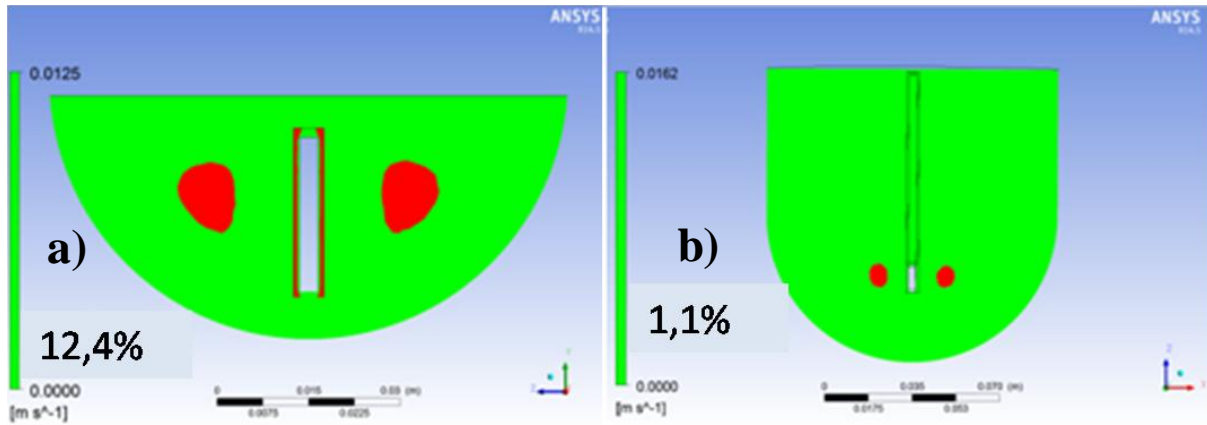 ANSYS
0.0125
a)
12,4%
0.0000
[m s^-1]
0 0.015 0.03 (m)
0.0075 0.0225
Y
Z
ANSYS
0.0162
b)
1,1%
0.0000
[m s^-1]
0 0.035 0.070 (m)
0.0175 0.053
Z